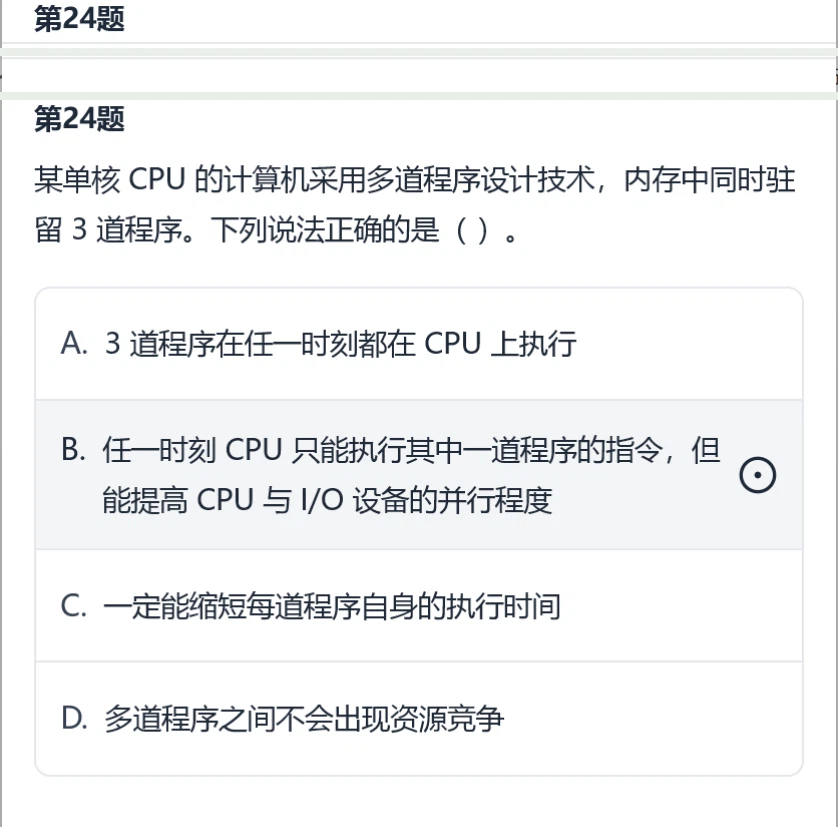 第24题
第24题
某单核 CPU 的计算机采用多道程序设计技术，内存中同时驻
留 3 道程序。下列说法正确的是（ ）。
A. 3 道程序在任一时刻都在 CPU 上执行
B. 任一时刻 CPU 只能执行其中一道程序的指令，但
能提高 CPU 与 I/O 设备的并行程度
C. 一定能缩短每道程序自身的执行时间
D. 多道程序之间不会出现资源竞争